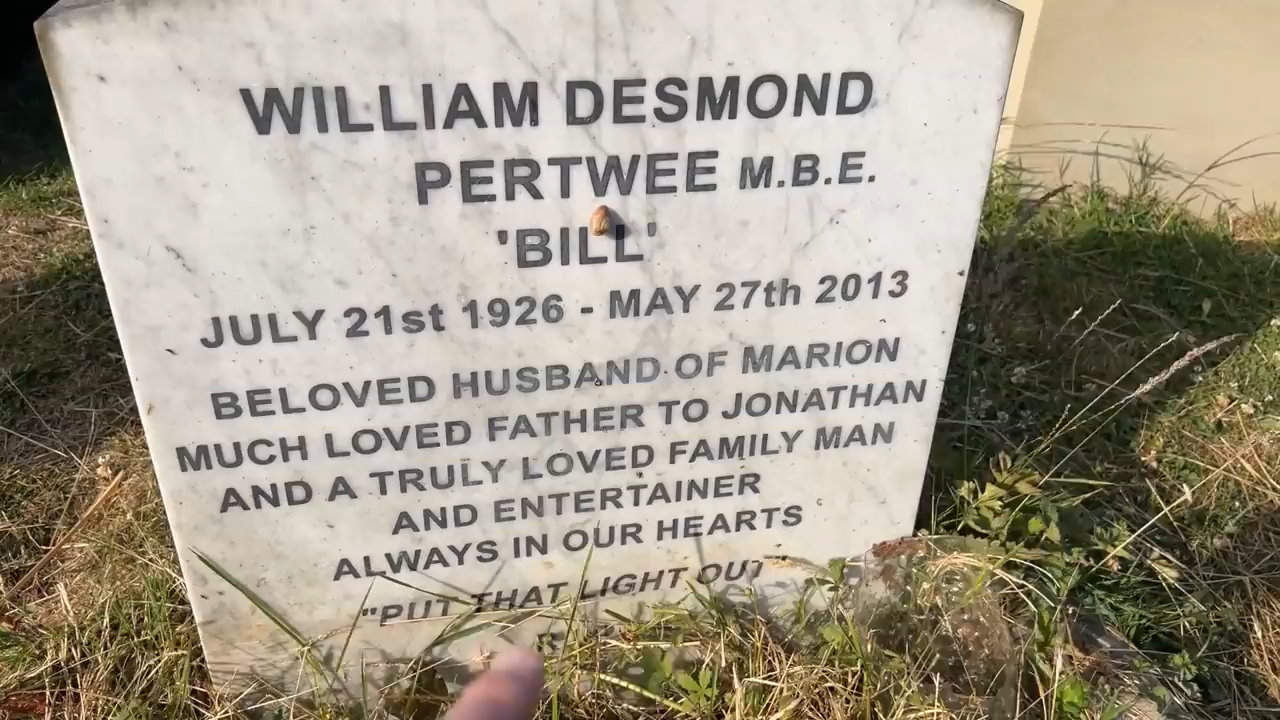 WILLIAM DESMOND
PERTWEE M.B.E.
'BILL'
JULY 21st 1926 - MAY 27th 2013
BELOVED HUSBAND OF MARION
MUCH LOVED FATHER TO JONATHAN
AND A TRULY LOVED FAMILY MAN
AND ENTERTAINER
ALWAYS IN OUR HEARTS
"PUT THAT LIGHT OUT"